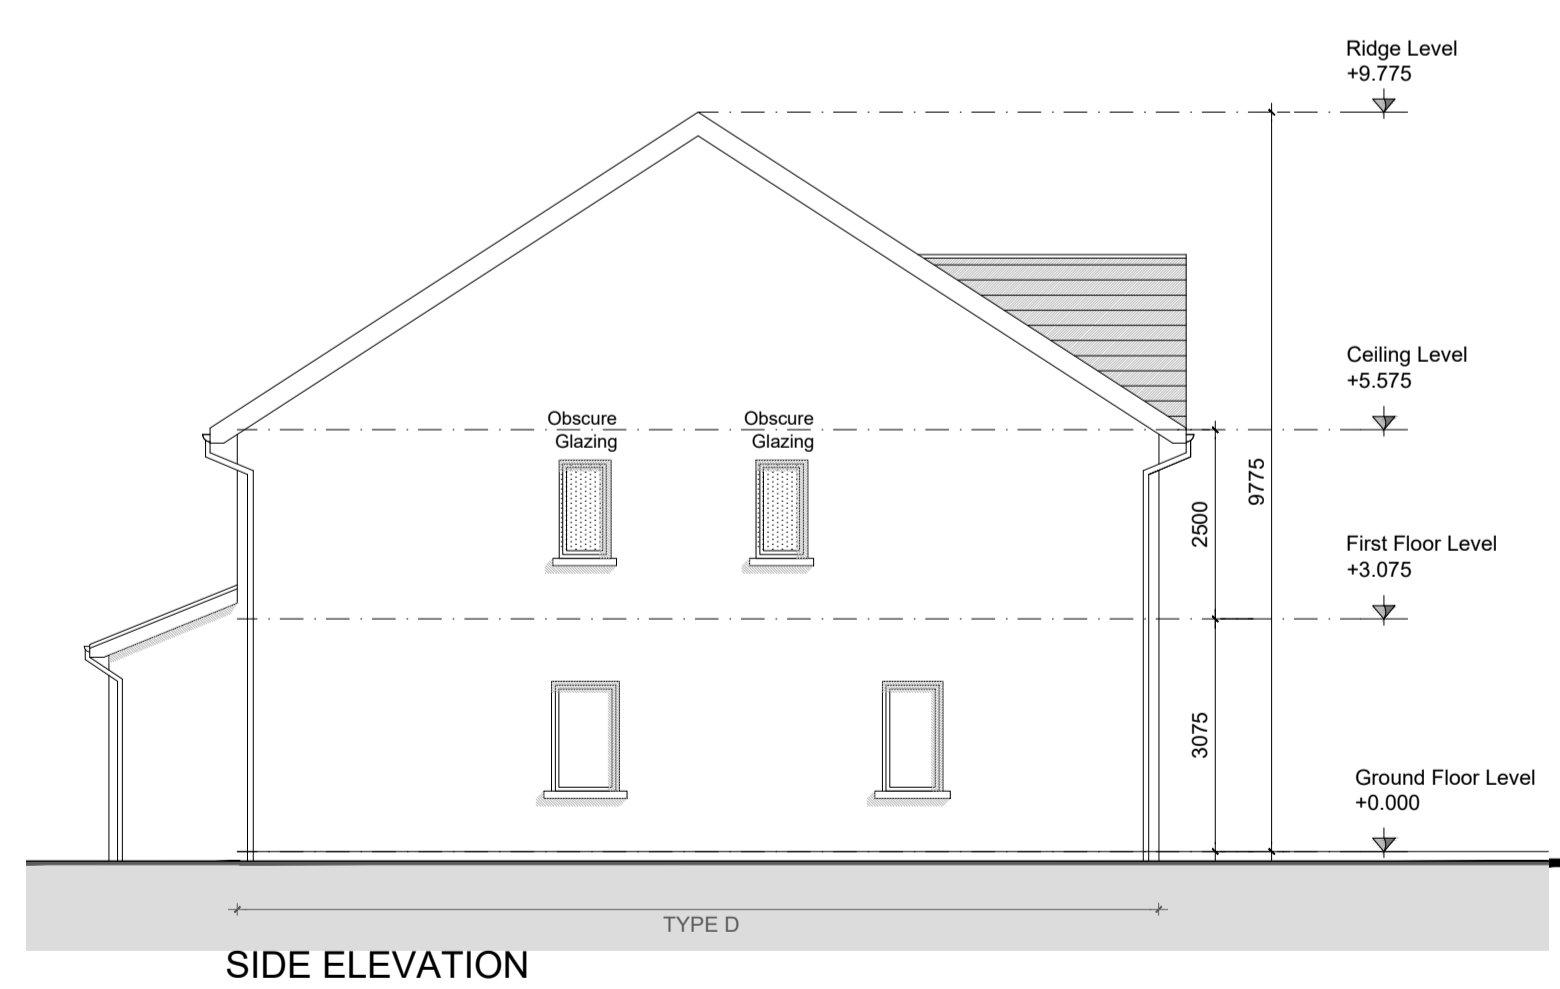 Ridge Level
+9.775
Ceiling Level
+5.575
Obscure
Glazing
Obscure
Glazing
9775
2500
First Floor Level
+3.075
3075
Ground Floor Level
+0.000
TYPE D
SIDE ELEVATION